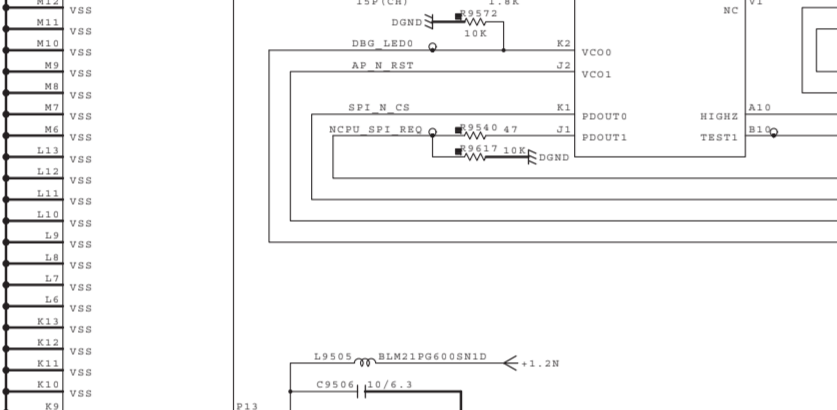 M12
VSS
M11
VSS
M10
VSS
M9
VSS
M8
VSS
M7
VSS
M6
VSS
L13
VSS
L12
VSS
L11
VSS
L10
VSS
L9
VSS
L8
VSS
L7
VSS
L6
VSS
K13
VSS
K12
VSS
K11
VSS
K10
VSS
K9
P13
15P(CH) 1.8K
R9572
DGND
10K
DBG_LED0 K2 VCO0
AP_N_RST J2 VCO1
SPI_N_CS K1 PDOUT0
NCPU_SPI_REQ R9540 47 J1 PDOUT1
R9617 10K DGND
NC V1
HIGHZ A10
TEST1 B10
L9505 BLM21PG600SN1D +1.2N
C9506 10/6.3